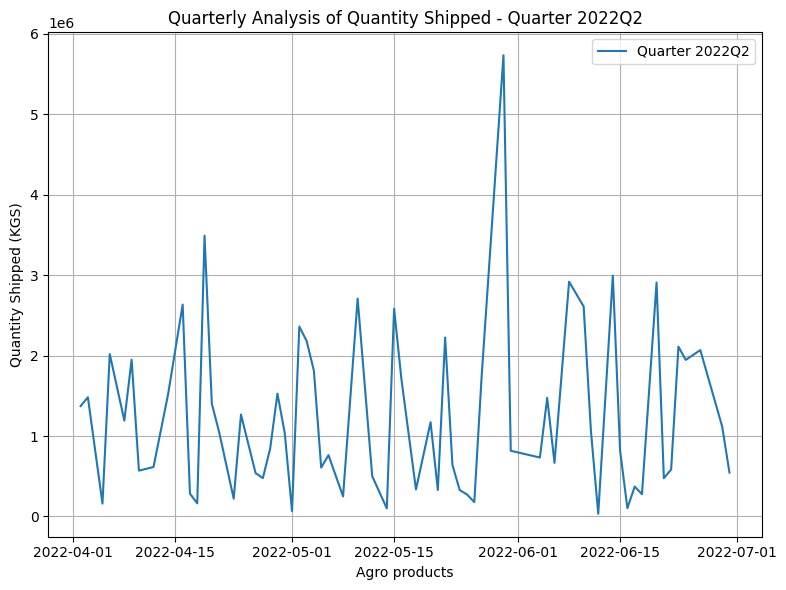 Quarterly Analysis of Quantity Shipped - Quarter 2022Q2
1e6
Quarter 2022Q2
6
5
4
3
2
1
0
Quantity Shipped (KGS)
2022-04-01 2022-04-15 2022-05-01 2022-05-15 2022-06-01 2022-06-15 2022-07-01
Agro products